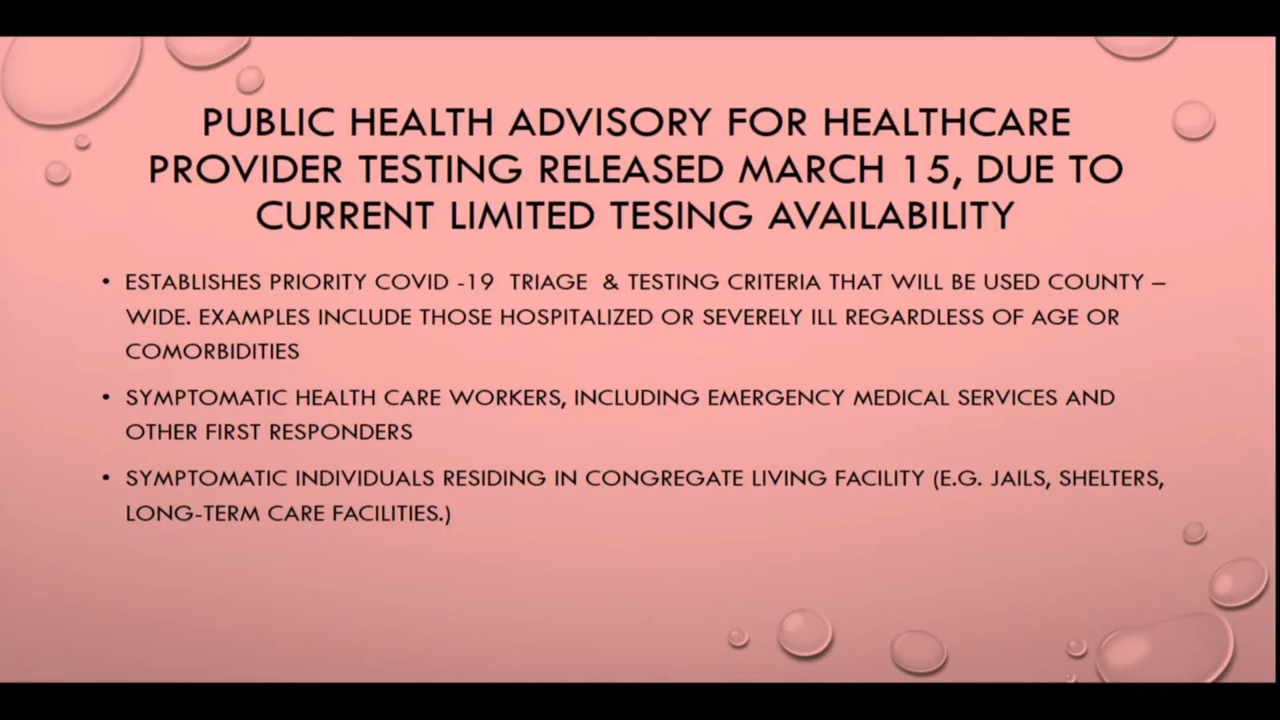 PUBLIC HEALTH ADVISORY FOR HEALTHCARE
PROVIDER TESTING RELEASED MARCH 15, DUE TO
CURRENT LIMITED TESING AVAILABILITY
• ESTABLISHES PRIORITY COVID -19  TRIAGE  & TESTING CRITERIA THAT WILL BE USED COUNTY –
WIDE. EXAMPLES INCLUDE THOSE HOSPITALIZED OR SEVERELY ILL REGARDLESS OF AGE OR
COMORBIDITIES
• SYMPTOMATIC HEALTH CARE WORKERS, INCLUDING EMERGENCY MEDICAL SERVICES AND
OTHER FIRST RESPONDERS
• SYMPTOMATIC INDIVIDUALS RESIDING IN CONGREGATE LIVING FACILITY (E.G. JAILS, SHELTERS,
LONG-TERM CARE FACILITIES.)